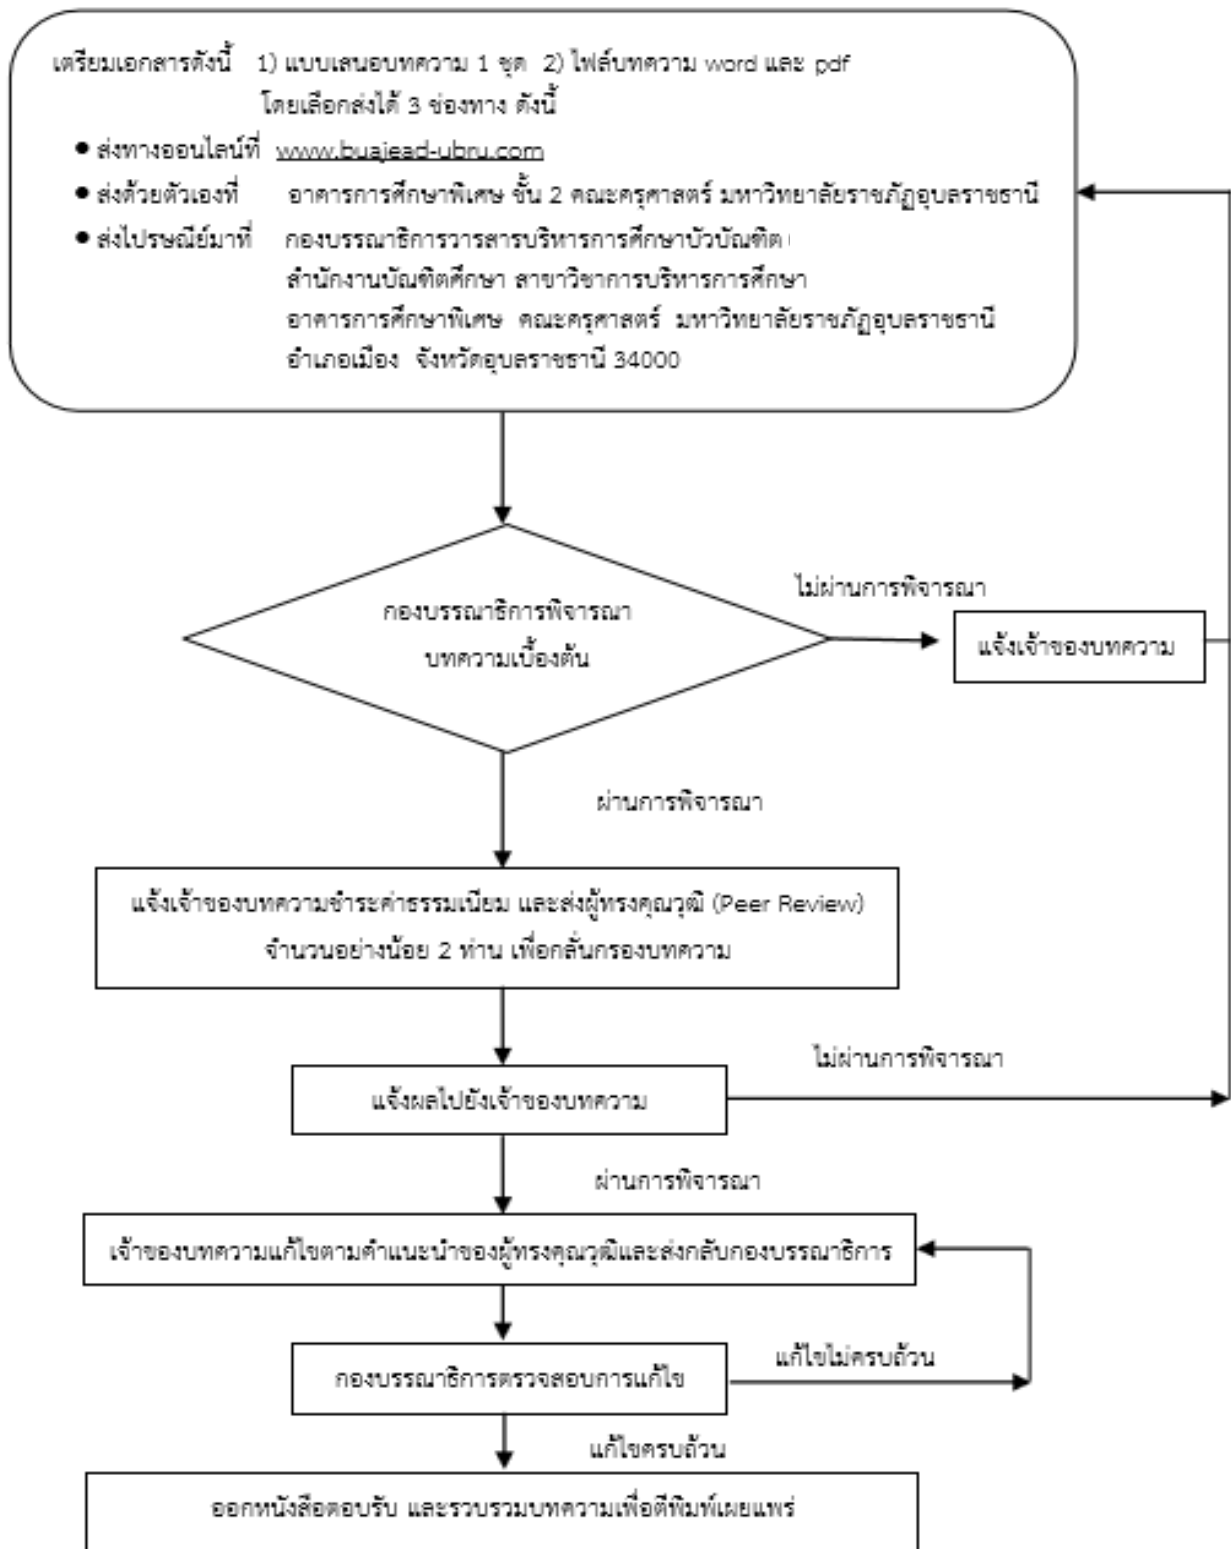 เตรียมเอกสารดังนี้ 1) แบบเสนอบทความ 1 ชุด 2) ไฟล์บทความ word และ pdf
โดยเลือกส่งได้ 3 ช่องทาง ดังนี้
● ส่งทางออนไลน์ที่ www.buajead-ubru.com
● ส่งด้วยตัวเองที่ อาคารการศึกษาพิเศษ ชั้น 2 คณะครุศาสตร์ มหาวิทยาลัยราชภัฏอุบลราชธานี
● ส่งไปรษณีย์มาที่ กองบรรณาธิการวารสารบริหารการศึกษาบัวบัณฑิต
สำนักงานบัณฑิตศึกษา สาขาวิชาการบริหารการศึกษา
อาคารการศึกษาพิเศษ คณะครุศาสตร์ มหาวิทยาลัยราชภัฏอุบลราชธานี
อำเภอเมือง จังหวัดอุบลราชธานี 34000
ไม่ผ่านการพิจารณา
กองบรรณาธิการพิจารณา
บทความเบื้องต้น
แจ้งเจ้าของบทความ
ผ่านการพิจารณา
แจ้งเจ้าของบทความชำระค่าธรรมเนียม และส่งผู้ทรงคุณวุฒิ (Peer Review)
จำนวนอย่างน้อย 2 ท่าน เพื่อกลั่นกรองบทความ
ไม่ผ่านการพิจารณา
แจ้งผลไปยังเจ้าของบทความ
ผ่านการพิจารณา
เจ้าของบทความแก้ไขตามคำแนะนำของผู้ทรงคุณวุฒิและส่งกลับกองบรรณาธิการ
แก้ไขไม่ครบถ้วน
กองบรรณาธิการตรวจสอบการแก้ไข
แก้ไขครบถ้วน
ออกหนังสือตอบรับ และรวบรวมบทความเพื่อตีพิมพ์เผยแพร่